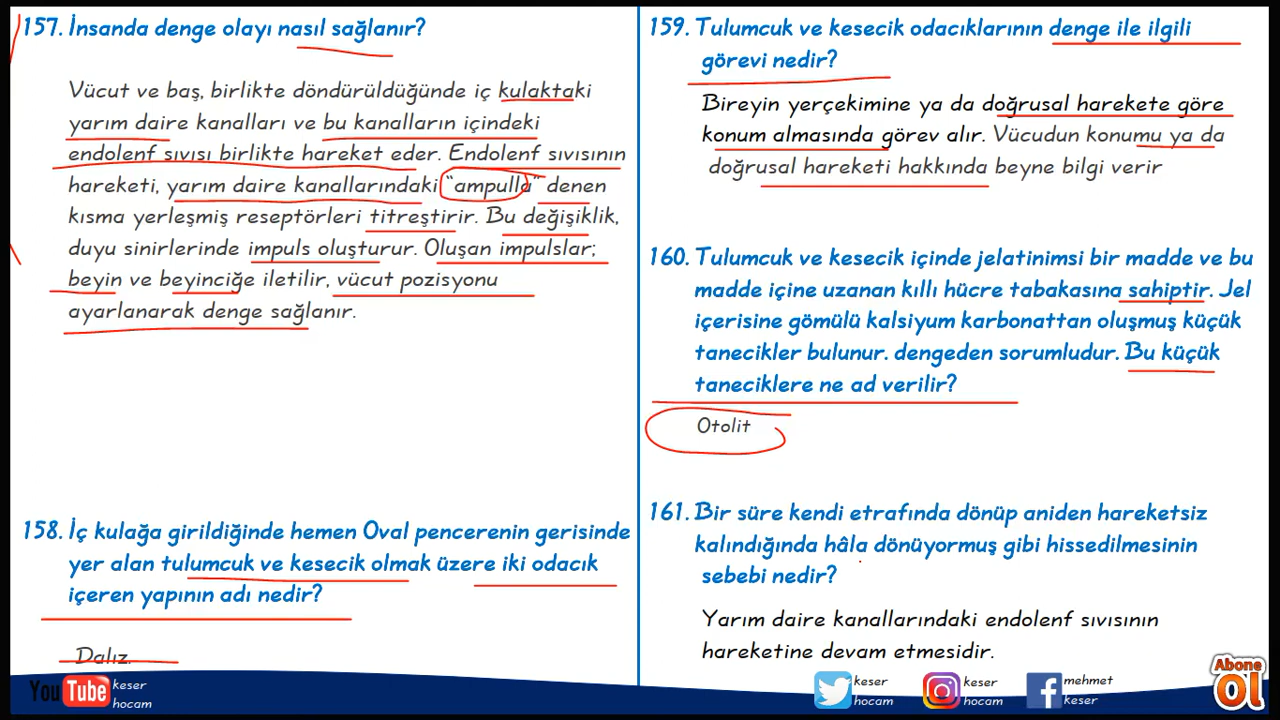 157. İnsanda denge olayı nasıl sağlanır?
Vücut ve baş, birlikte döndürüldüğünde iç kulaktaki
yarım daire kanalları ve bu kanalların içindeki
endolenf sıvısı birlikte hareket eder. Endolenf sıvısının
hareketi, yarım daire kanallarındaki "ampulla" denen
kısma yerleşmiş reseptörleri titreştirir. Bu değişiklik,
duyu sinirlerinde impuls oluşturur. Oluşan impulslar;
beyin ve beyinciğe iletilir, vücut pozisyonu
ayarlanarak denge sağlanır.
158. İç kulağa girildiğinde hemen Oval pencerenin gerisinde
yer alan tulumcuk ve kesecik olmak üzere iki odacık
içeren yapının adı nedir?
Dalız.
159. Tulumcuk ve kesecik odacıklarının denge ile ilgili
görevi nedir?
Bireyin yerçekimine ya da doğrusal harekete göre
konum almasında görev alır. Vücudun konumu ya da
doğrusal hareketi hakkında beyne bilgi verir
160. Tulumcuk ve kesecik içinde jelatinimsi bir madde ve bu
madde içine uzanan kıllı hücre tabakasına sahiptir. Jel
içerisine gömülü kalsiyum karbonattan oluşmuş küçük
tanecikler bulunur. dengeden sorumludur. Bu küçük
taneciklere ne ad verilir?
Otolit
161. Bir süre kendi etrafında dönüp aniden hareketsiz
kalındığında hâla dönüyormuş gibi hissedilmesinin
sebebi nedir?
Yarım daire kanallarındaki endolenf sıvısının
hareketine devam etmesidir.
YouTube keser
hocam
keser
hocam
keser
hocam
mehmet
keser
Abone
ol